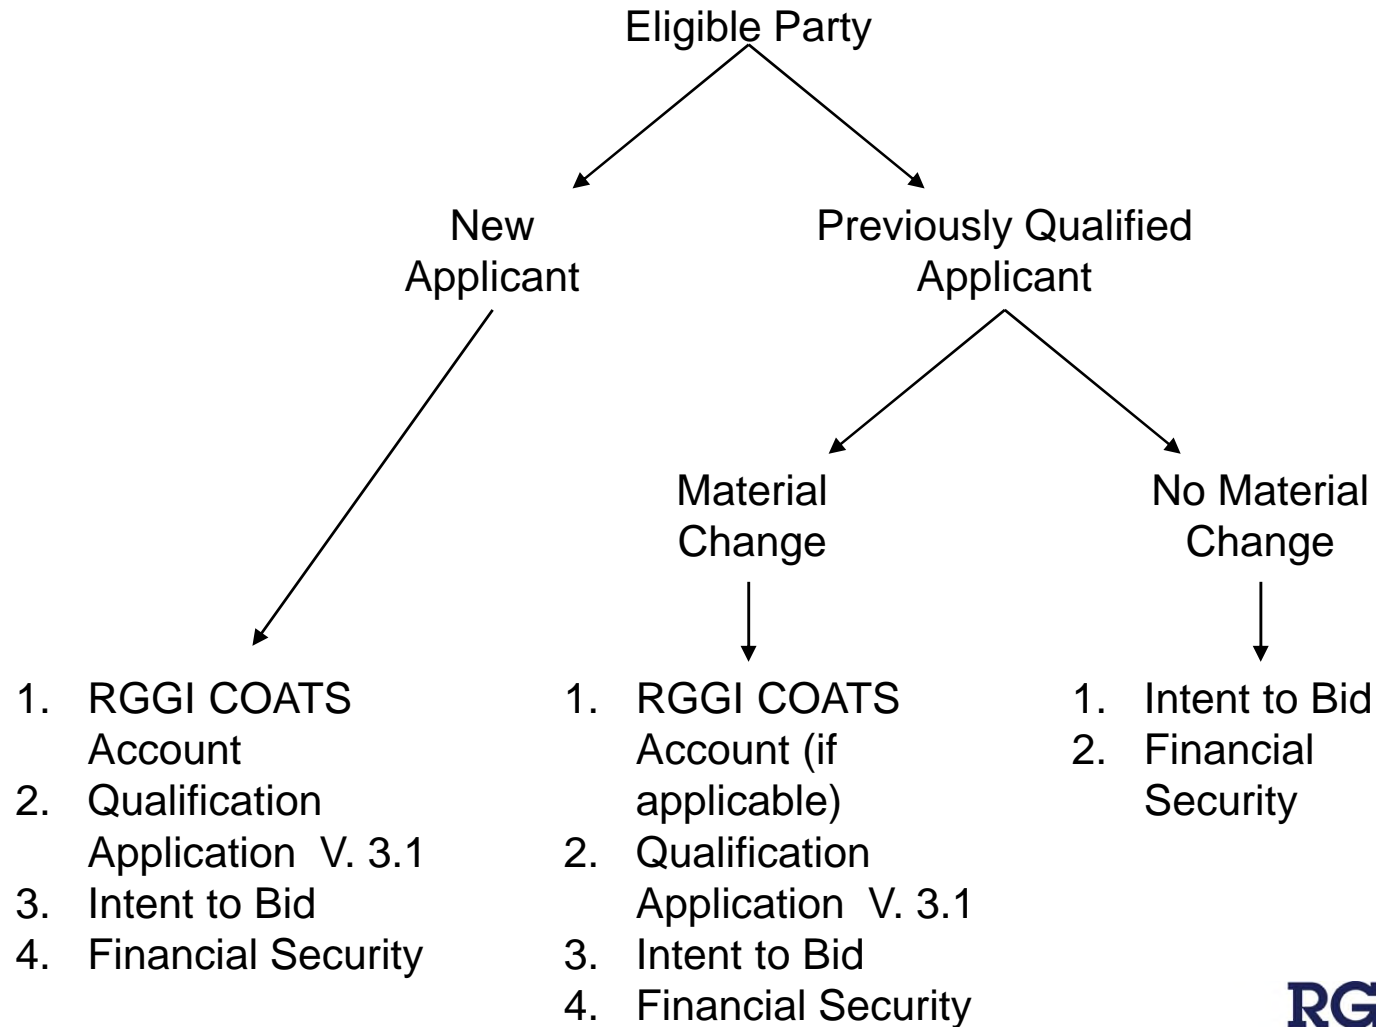 Eligible Party
New
Applicant
Previously Qualified
Applicant
Material
Change
No Material
Change
1. RGGI COATS
Account
2. Qualification
Application V. 3.1
3. Intent to Bid
4. Financial Security
1. RGGI COATS
Account (if
applicable)
2. Qualification
Application V. 3.1
3. Intent to Bid
4. Financial Security
1. Intent to Bid
2. Financial
Security
RG